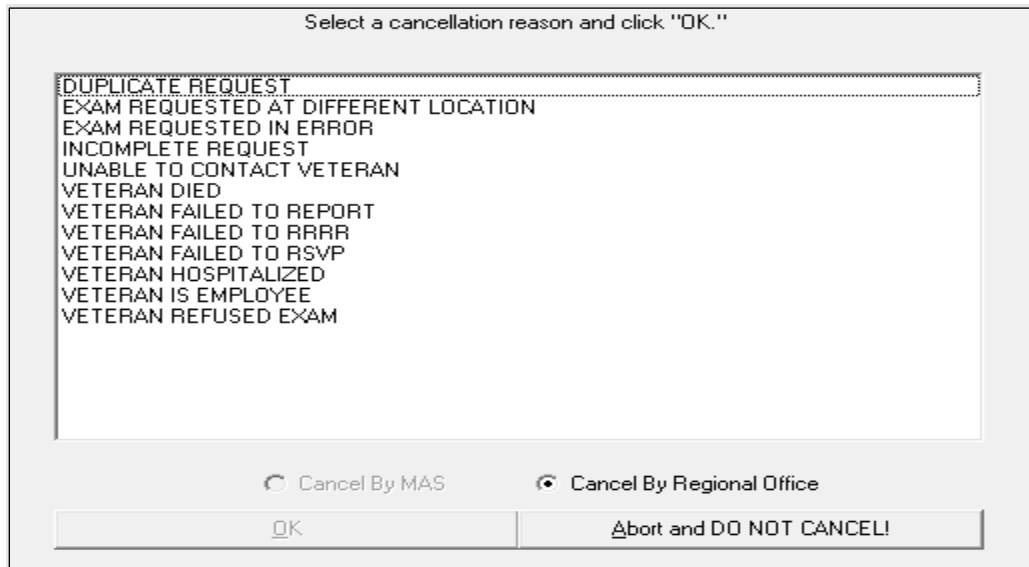 Select a cancellation reason and click "OK."
DUPLICATE REQUEST
EXAM REQUESTED AT DIFFERENT LOCATION
EXAM REQUESTED IN ERROR
INCOMPLETE REQUEST
UNABLE TO CONTACT VETERAN
VETERAN DIED
VETERAN FAILED TO REPORT
VETERAN FAILED TO RRRR
VETERAN FAILED TO RSVP
VETERAN HOSPITALIZED
VETERAN IS EMPLOYEE
VETERAN REFUSED EXAM
Cancel By MAS Cancel By Regional Office
OK Abort and DO NOT CANCEL!